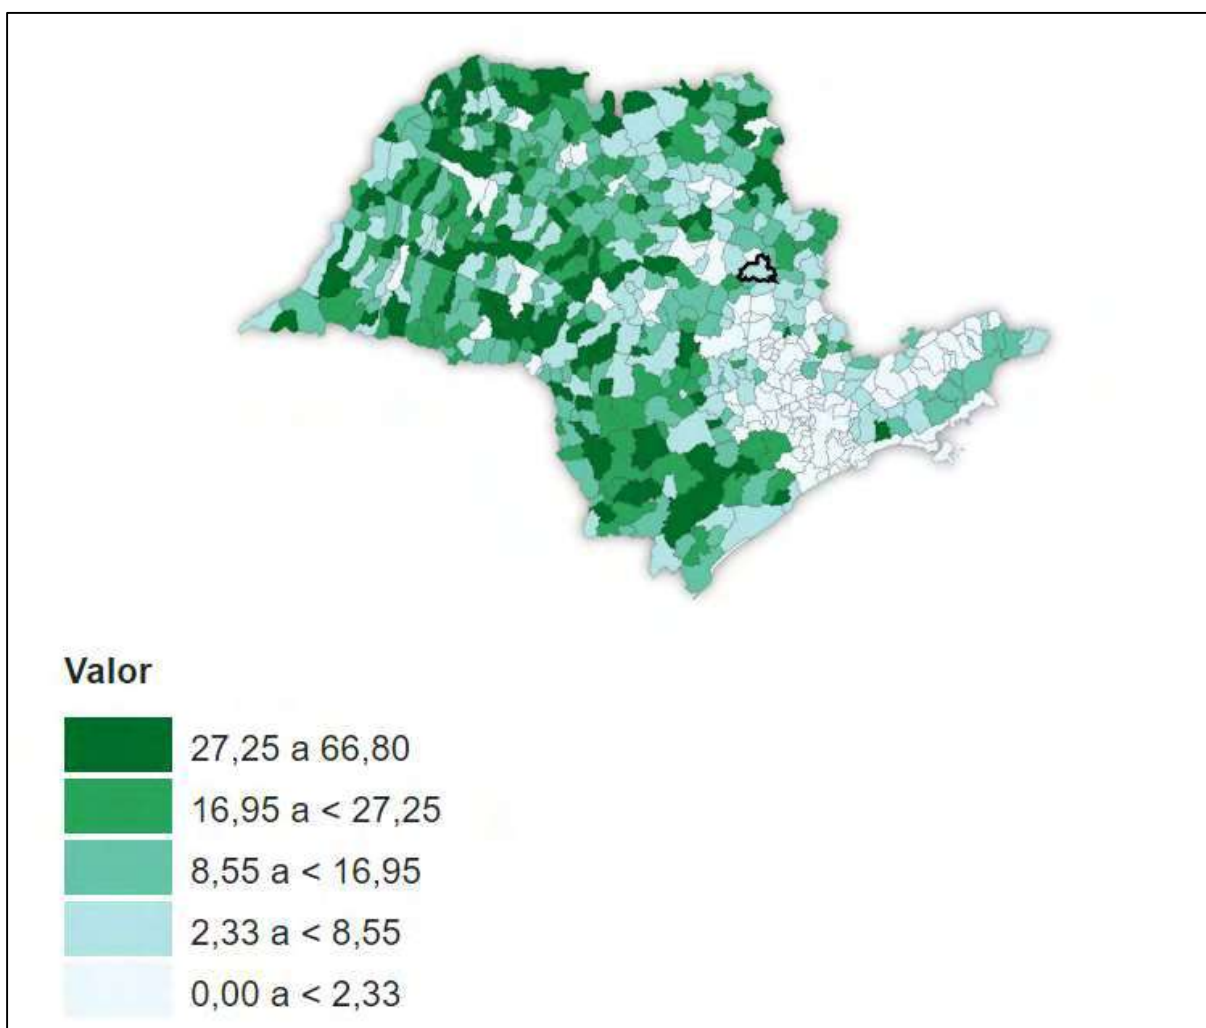 Valor
27,25 a 66,80
16,95 a < 27,25
8,55 a < 16,95
2,33 a < 8,55
0,00 a < 2,33